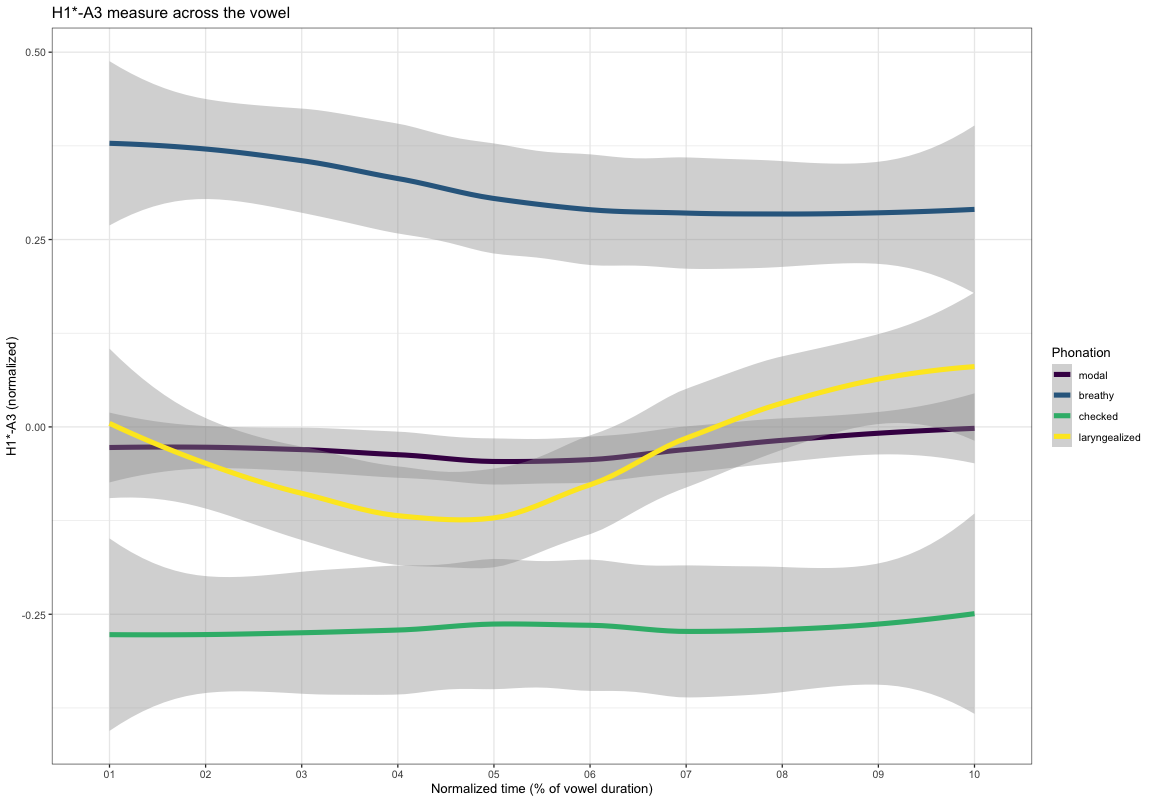 H1*-A3 measure across the vowel
H1*-A3 (normalized)
0.50
0.25
0.00
-0.25
01 02 03 04 05 06 07 08 09 10
Normalized time (% of vowel duration)
Phonation
modal
breathy
checked
laryngealized